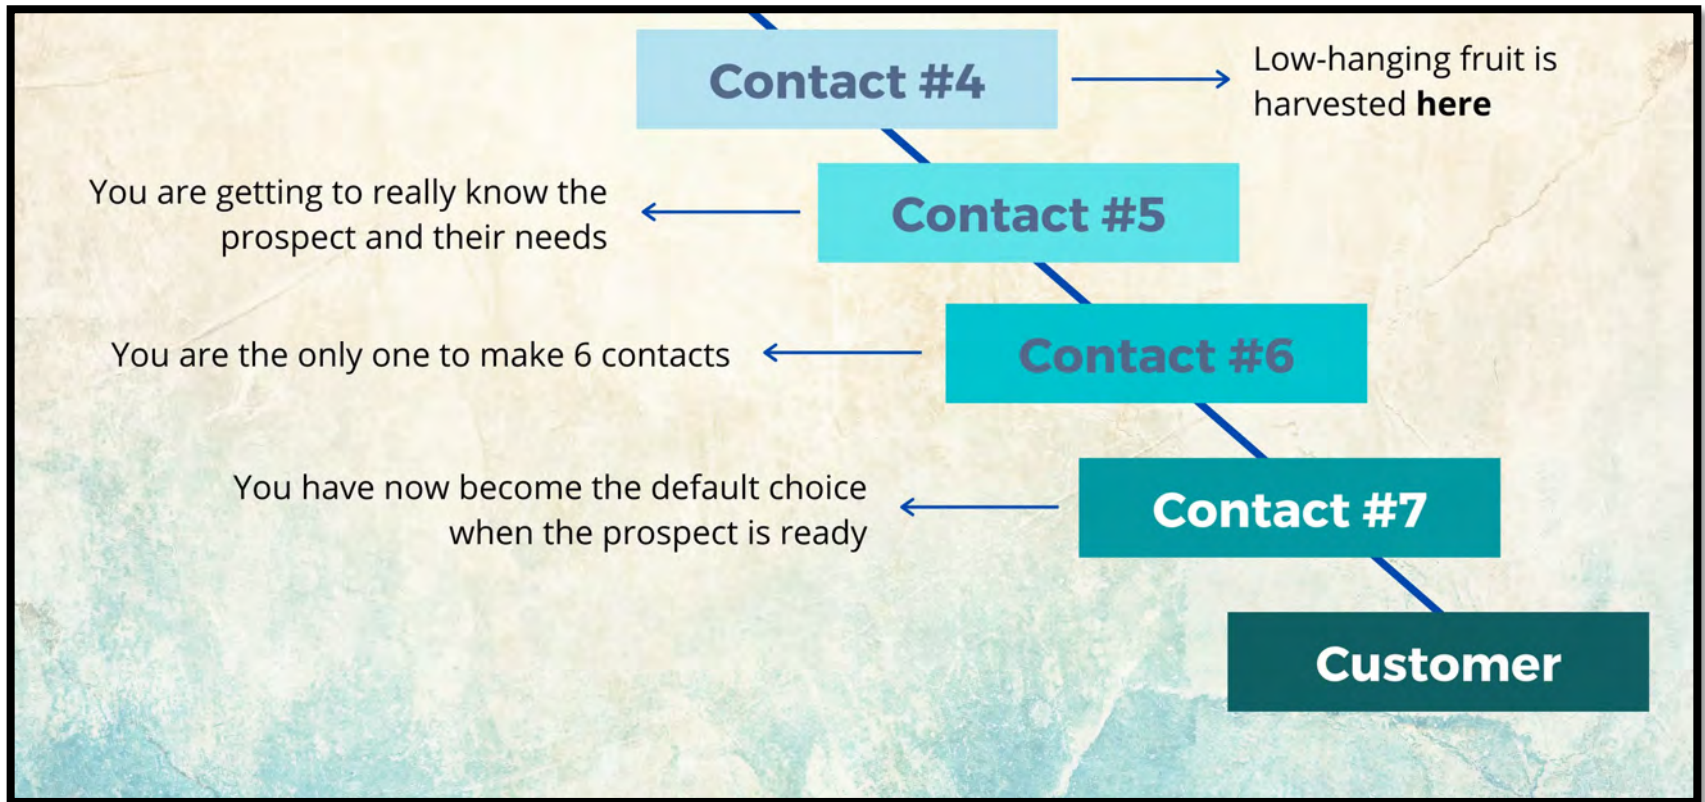 Contact #4
Low-hanging fruit is
harvested here
You are getting to really know the
prospect and their needs
Contact #5
You are the only one to make 6 contacts
Contact #6
You have now become the default choice
when the prospect is ready
Contact #7
Customer